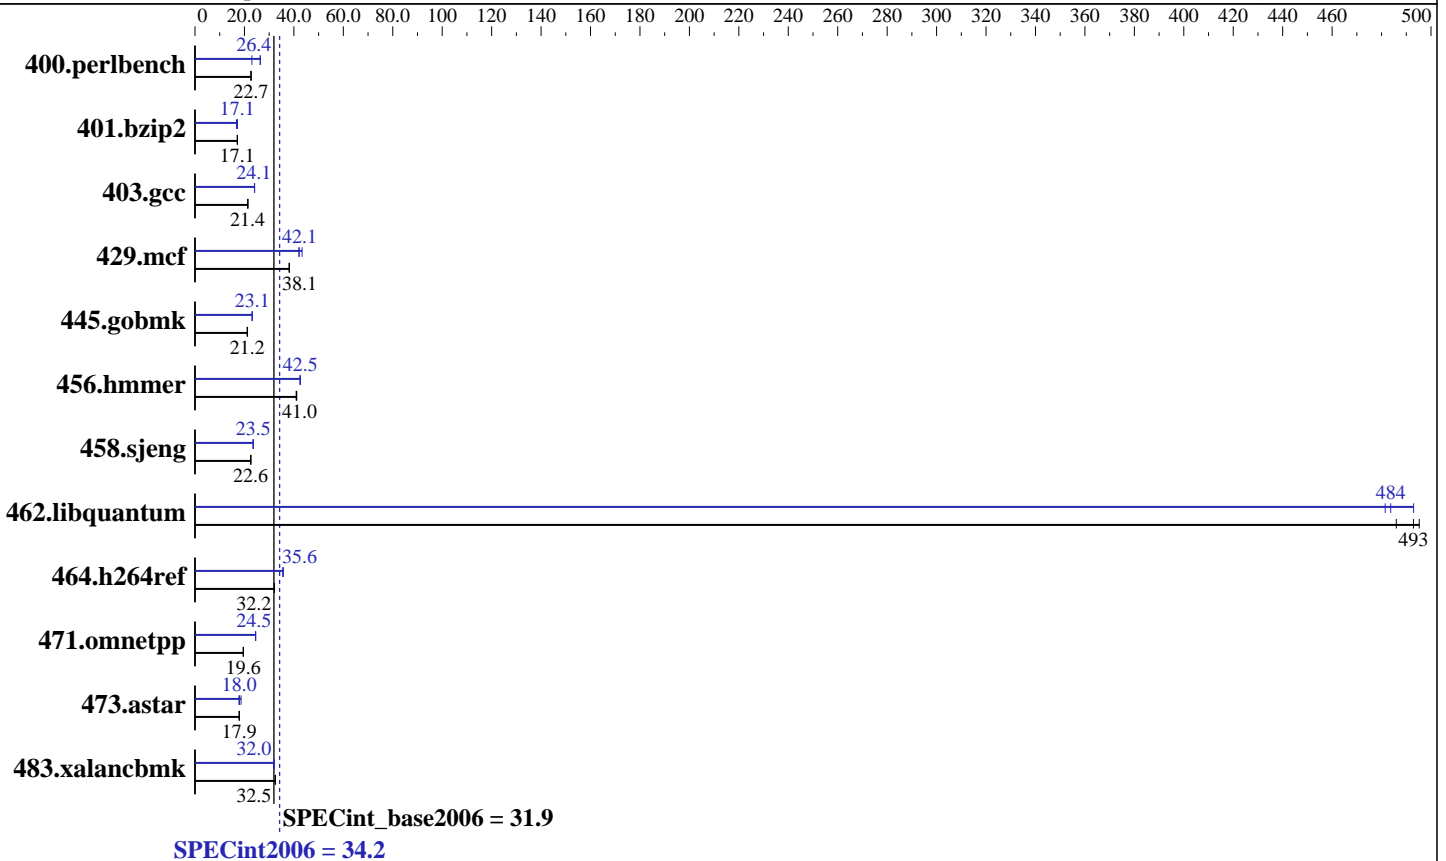 0 20.0 40.0 60.0 80.0 100 120 140 160 180 200 220 240 260 280 300 320 340 360 380 400 420 440 460 500
26.4
400.perlbench
22.7
17.1
401.bzip2
17.1
24.1
403.gcc
21.4
42.1
429.mcf
38.1
23.1
445.gobmk
21.2
42.5
456.hmmer
41.0
23.5
458.sjeng
22.6
484
462.libquantum
493
35.6
464.h264ref
32.2
24.5
471.omnetpp
19.6
18.0
473.astar
17.9
32.0
483.xalancbmk
32.5
SPECint_base2006 = 31.9
SPECint2006 = 34.2